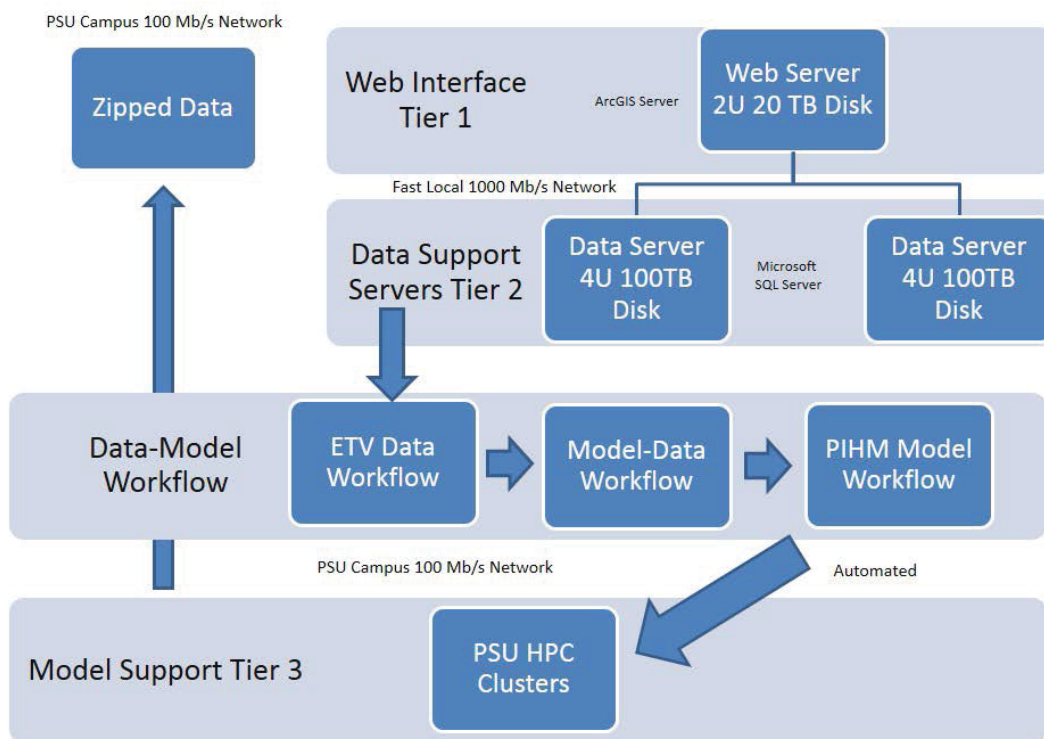 PSU Campus 100 Mb/s Network
Zipped Data
Web Interface
Tier 1
ArcGIS Server
Web Server
2U 20 TB Disk
Fast Local 1000 Mb/s Network
Data Support
Servers Tier 2
Data Server
4U 100TB
Disk
Microsoft
SQL Server
Data Server
4U 100TB
Disk
Data-Model
Workflow
ETV Data
Workflow
Model-Data
Workflow
PIHM Model
Workflow
PSU Campus 100 Mb/s Network
Automated
Model Support Tier 3
PSU HPC
Clusters